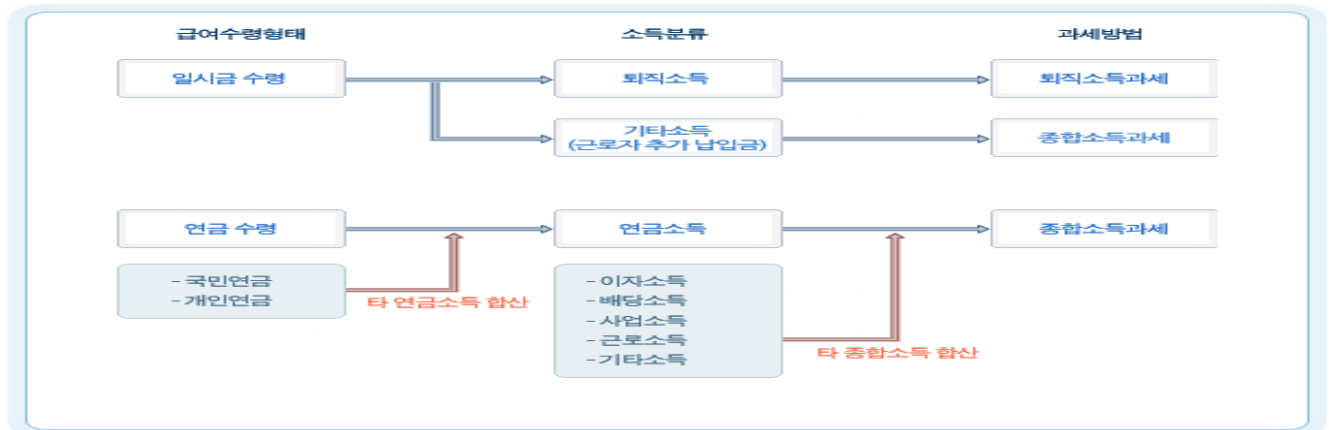 급여수령형태
소득분류
과세방법
일시금 수령
퇴직소득
퇴직소득과세
기타소득
(근로자 추가 납입금)
종합소득과세
연금 수령
연금소득
종합소득과세
- 국민연금
- 개인연금
타 연금소득 합산
- 이자소득
- 배당소득
- 사업소득
- 근로소득
- 기타소득
타 종합소득 합산